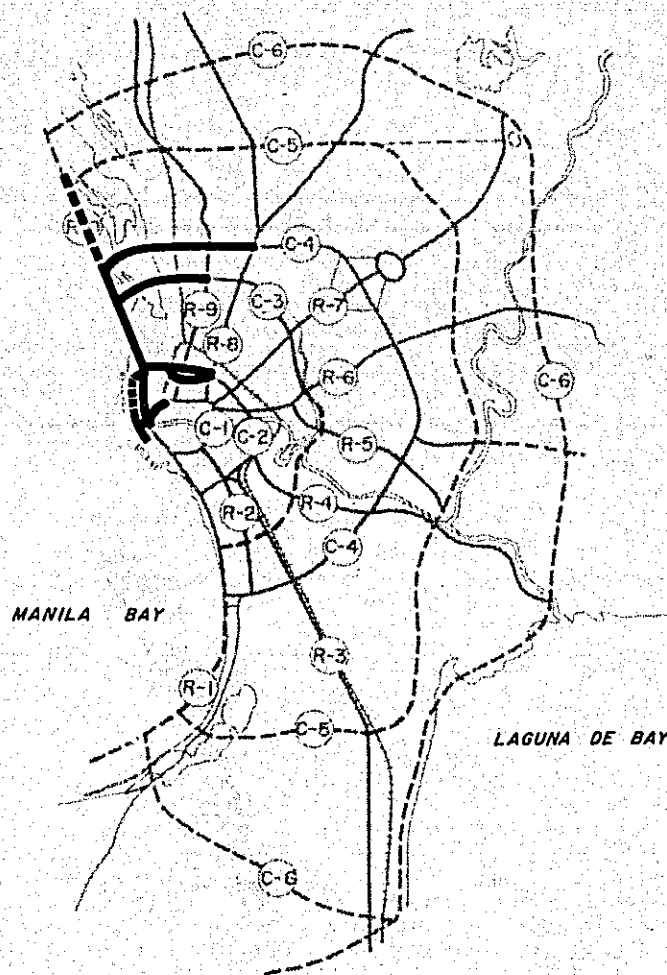 C-6
C-5
C-4
C-3
R-7
R-9
R-8
R-6
C-6
C-1
C-2
R-5
R-4
R-2
C-4
MANILA BAY
R-3
R-1
C-5
LAGUNA DE BAY
C-6